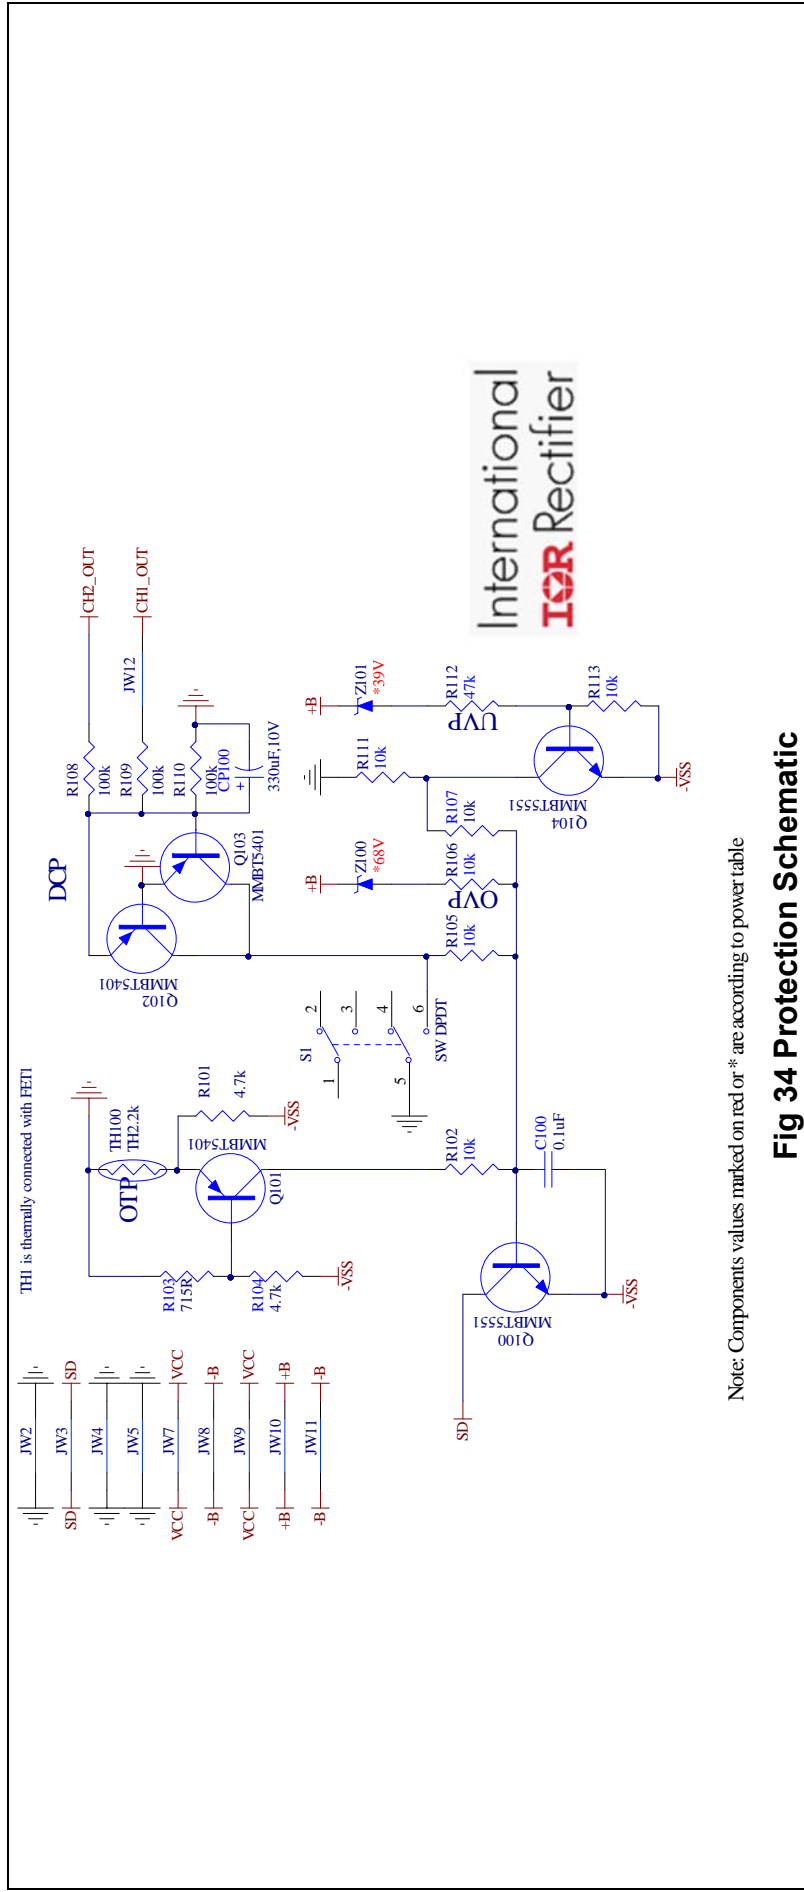 TH1 is thermally connected with FET1
JW2
SD
JW3
SD
JW4
JW5
VCC
JW7
VCC
-B
JW8
-B
VCC
JW9
VCC
+B
JW10
+B
-B
JW11
-B
OTP
TH100
TH2.2k
R101
4.7k
-VSS
R103
715R
R104
4.7k
-VSS
Q101
MMBT5401
DCP
R108
100k
CH2_OUT
R109
100k
JW12
CH1_OUT
R110
100k
CP100
+
330uF,10V
Q102
MMBT5401
Q103
MMBT5401
S1
1
2
3
4
5
6
SW DPDT
+B
Z100
*68V
OVP
+B
Z101
*39V
UVP
R102
10k
R105
10k
R106
10k
R107
10k
R111
10k
R112
47k
R113
10k
SD
Q100
MMBT5551
C100
0.1uF
-VSS
Q104
MMBT5551
-VSS
International
IOR Rectifier
Note: Components values marked on red or * are according to power table
Fig 34 Protection Schematic